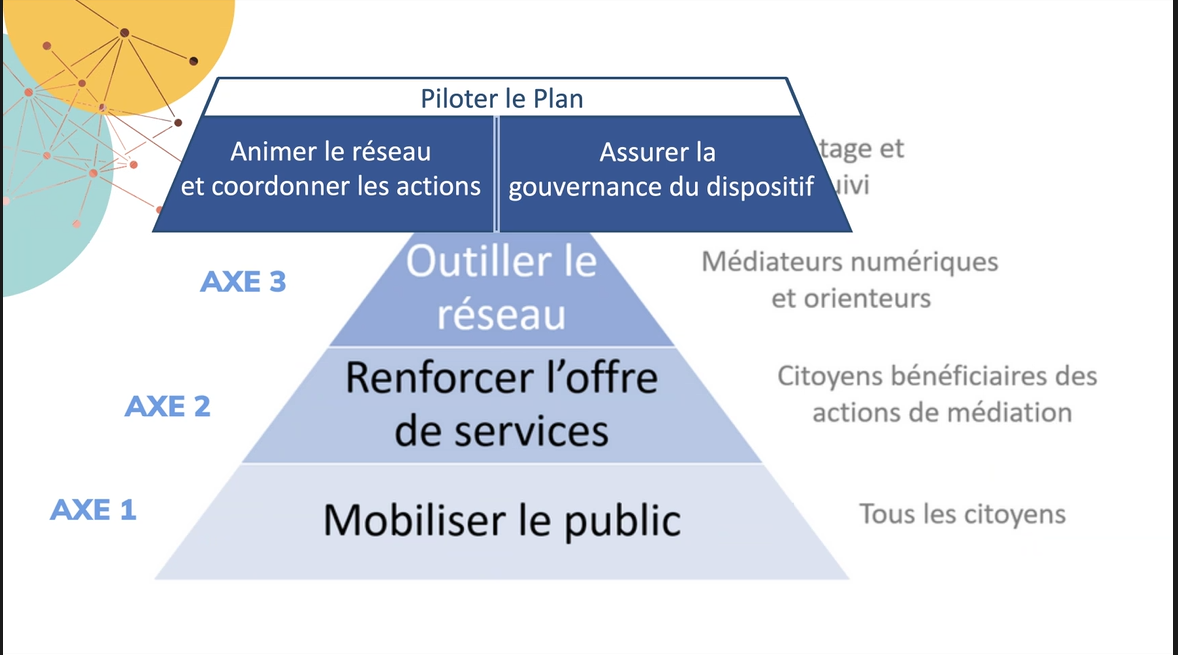 Piloter le Plan
Animer le réseau
et coordonner les actions
Assurer la
gouvernance du dispositif
et
AXE 3
Outiller le
réseau
Médiateurs numériques
et orienteurs
AXE 2
Renforcer l'offre
de services
Citoyens bénéficiaires des
actions de médiation
AXE 1
Mobiliser le public
Tous les citoyens